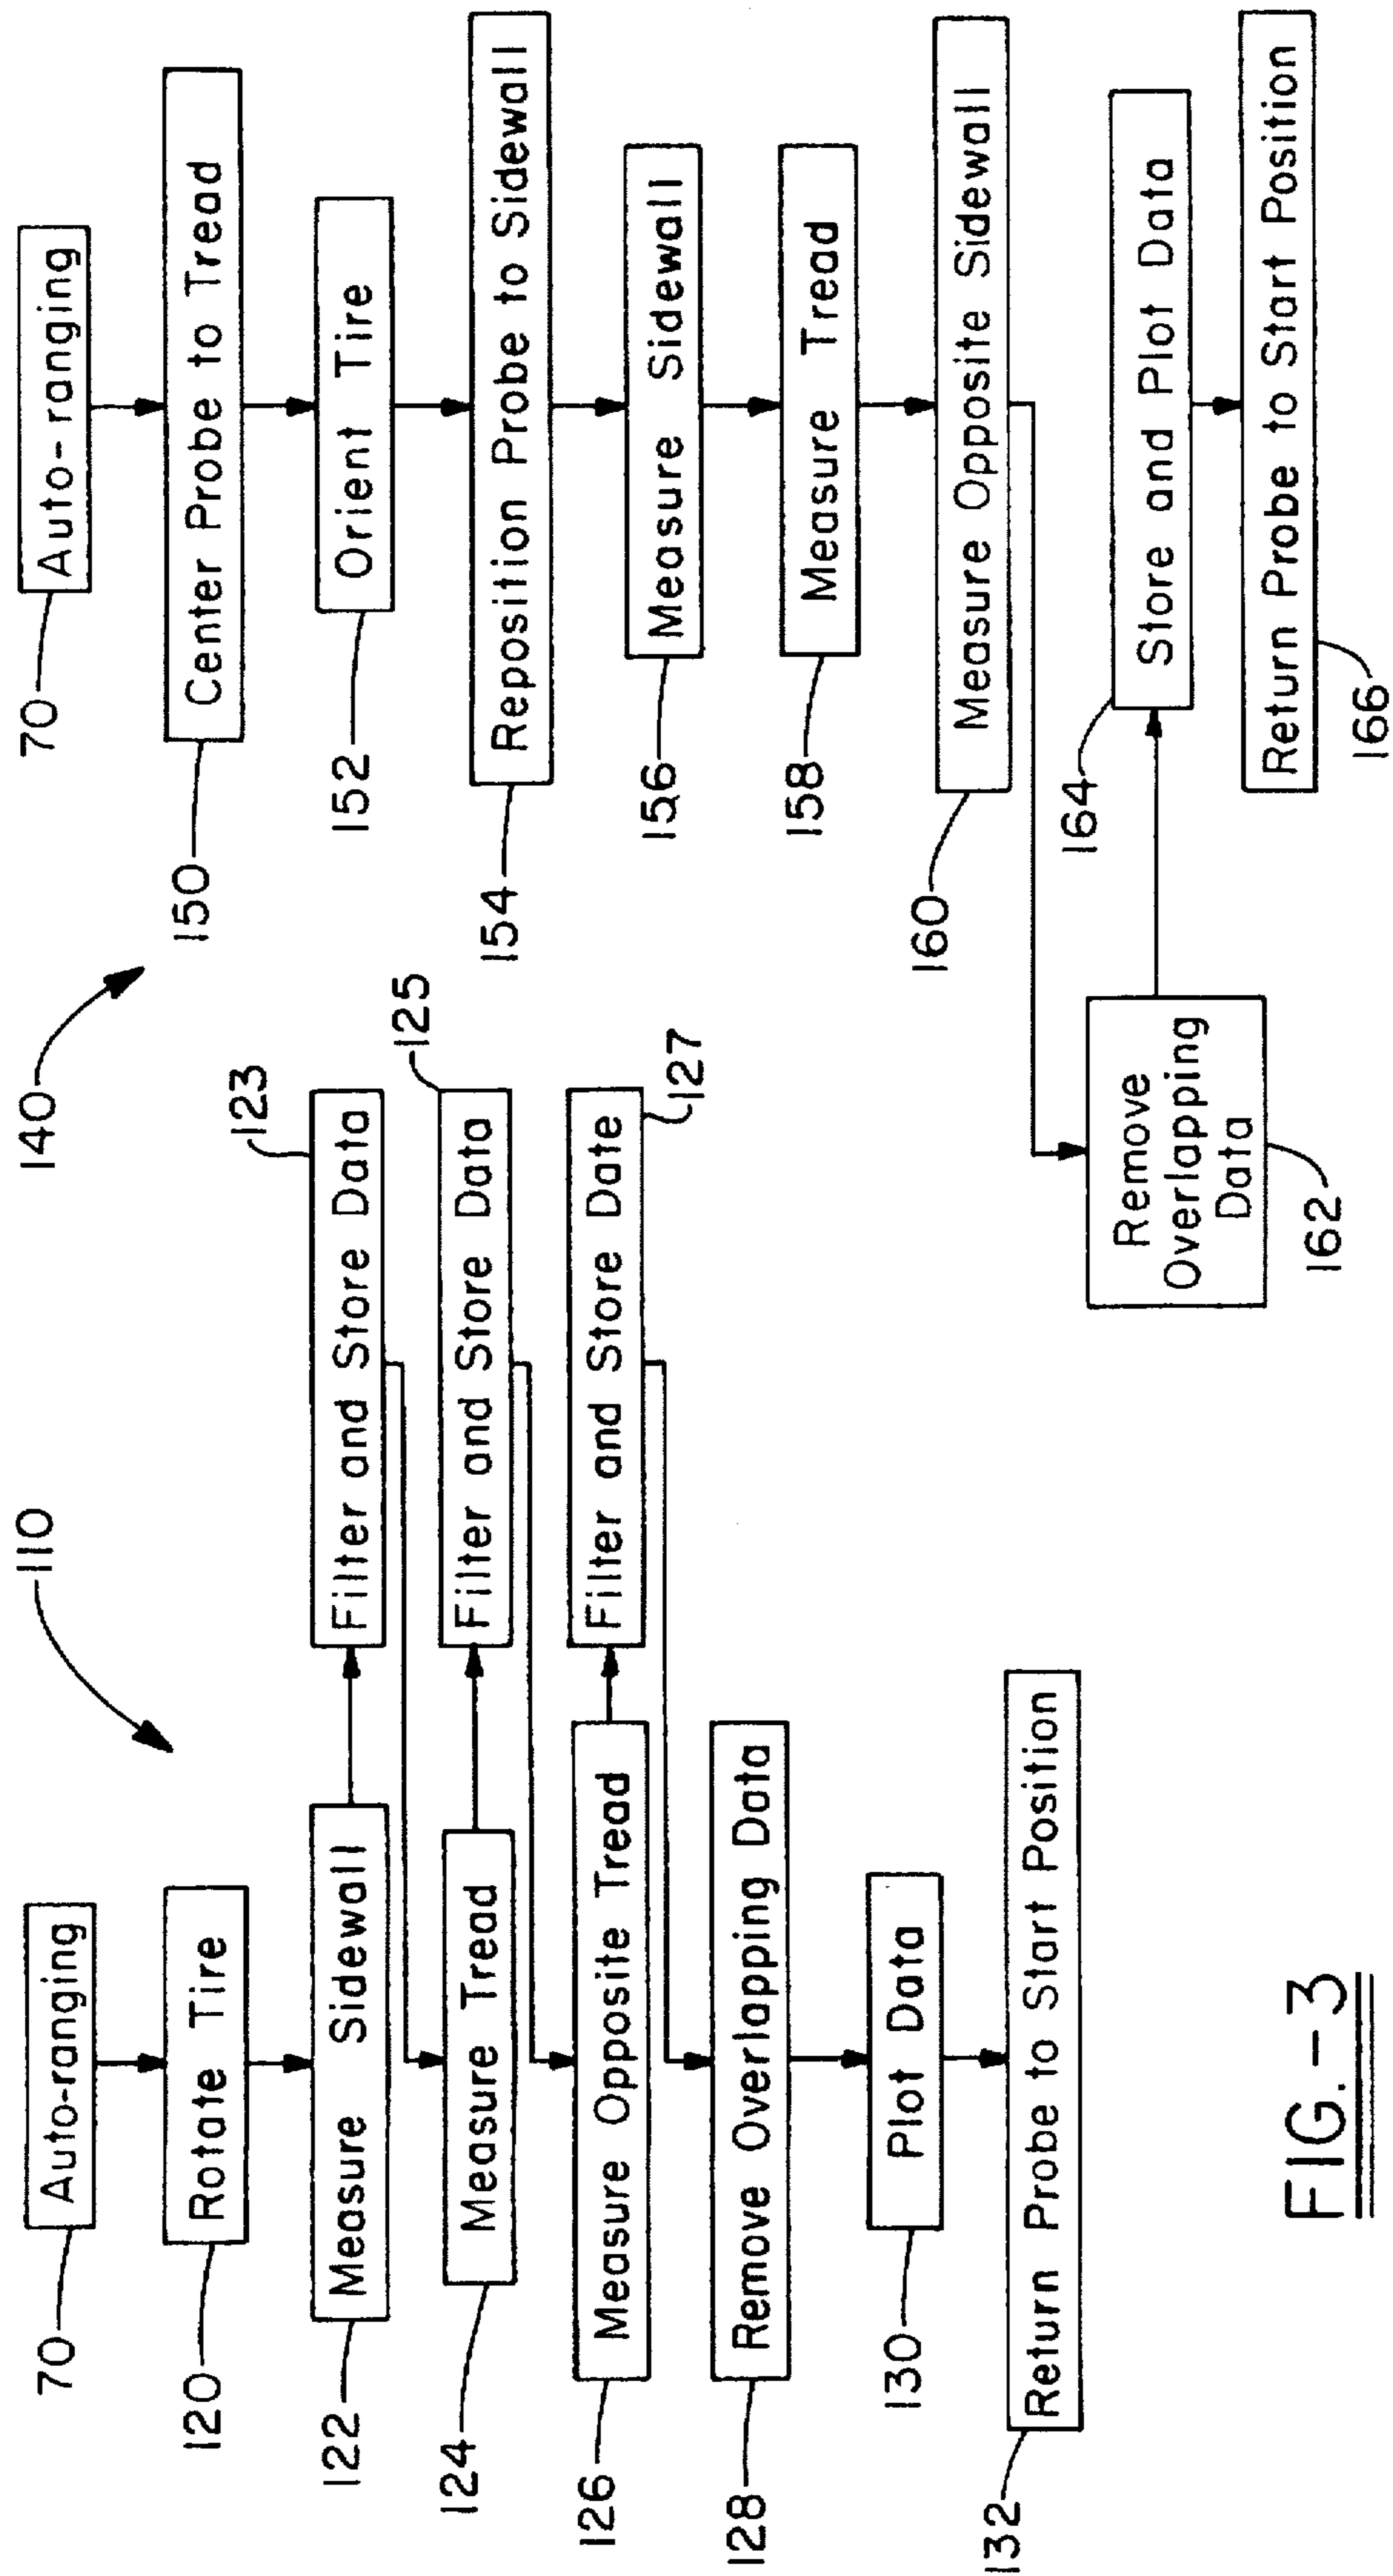 110
70
Auto-ranging
120
Rotate Tire
122
Measure Sidewall
123
Filter and Store Data
124
Measure Tread
125
Filter and Store Data
126
Measure Opposite Tread
127
Filter and Store Date
128
Remove Overlapping Data
130
Plot Data
132
Return Probe to Start Position
140
70
Auto-ranging
150
Center Probe to Tread
152
Orient Tire
154
Reposition Probe to Sidewall
156
Measure Sidewall
158
Measure Tread
160
Measure Opposite Sidewall
162
Remove
Overlapping
Data
164
Store and Plot Data
166
Return Probe to Start Position
FIG.-3